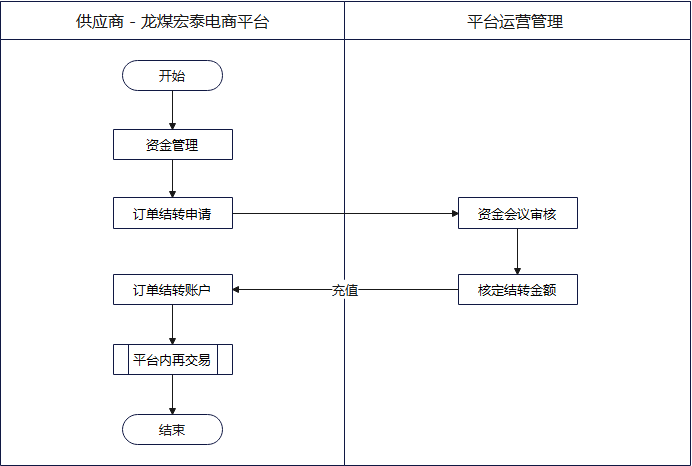 供应商 - 龙煤宏泰电商平台
平台运营管理
开始
资金管理
订单结转申请
资金会议审核
订单结转账户
充值
核定结转金额
平台内再交易
结束